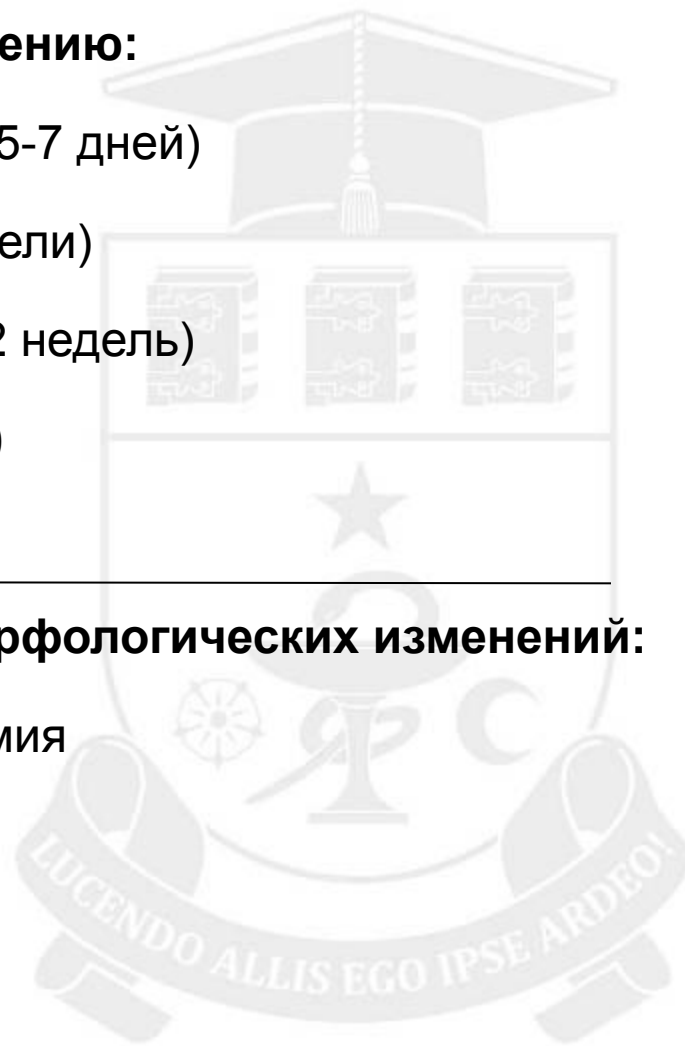 ению:
5-7 дней)
ели)
2 недель)
)
рфологических изменений:
мия
LUCENDO ALLIS EGO IPSE ARDEO!